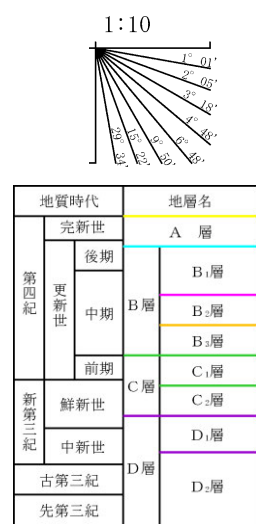 1:10
1° 01′
2° 05′
3° 18′
4° 48′
6° 48′
9° 50′
15° 22′
29° 34′
地質時代 地層名
完新世 A 層
第四紀 更新世 後期 B層 B₁層
中期 B₂層
B₃層
前期 C層 C₁層
新第三紀 鮮新世 C₂層
中新世 D層 D₁層
古第三紀 D₂層
先第三紀